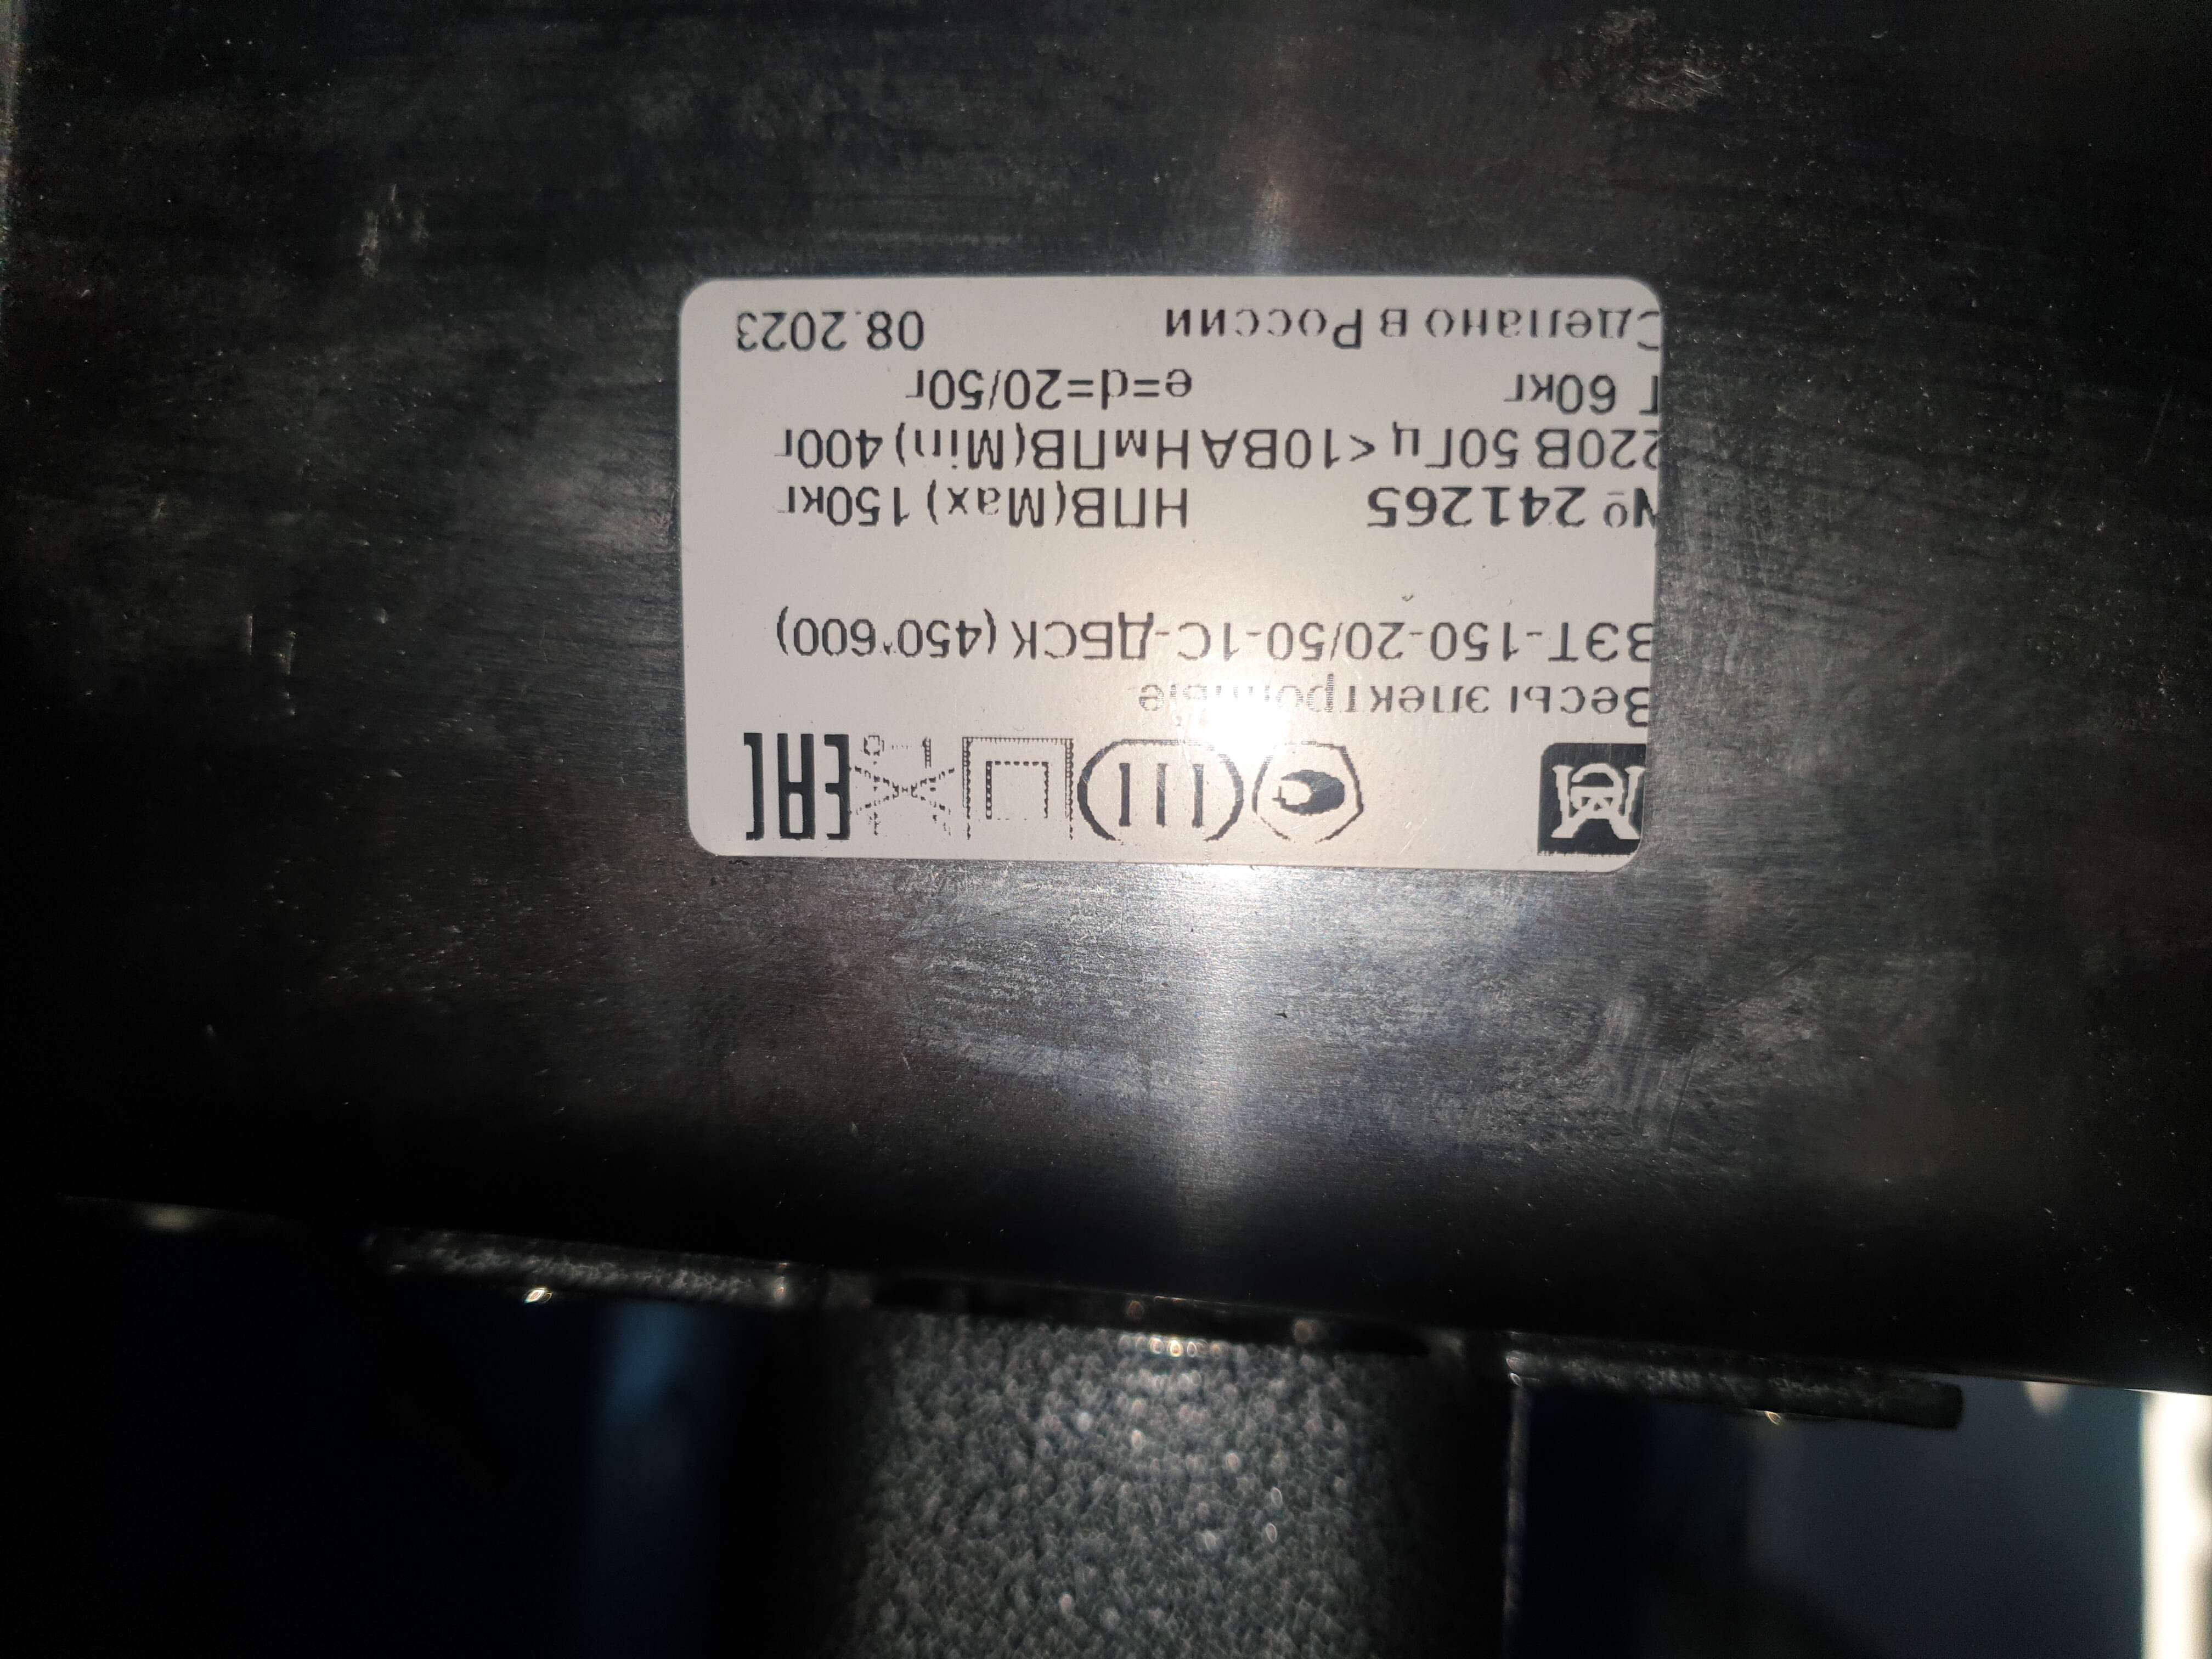 EAC
Весы электронные
ВЭТ-150-20/50-1С-ДБСК (450*600)
№ 241265 НПВ(Max) 150кг
220В 50Гц <10ВА НмПВ(Min) 400г
Т 60кг e=d=20/50г
Сделано в России 08.2023